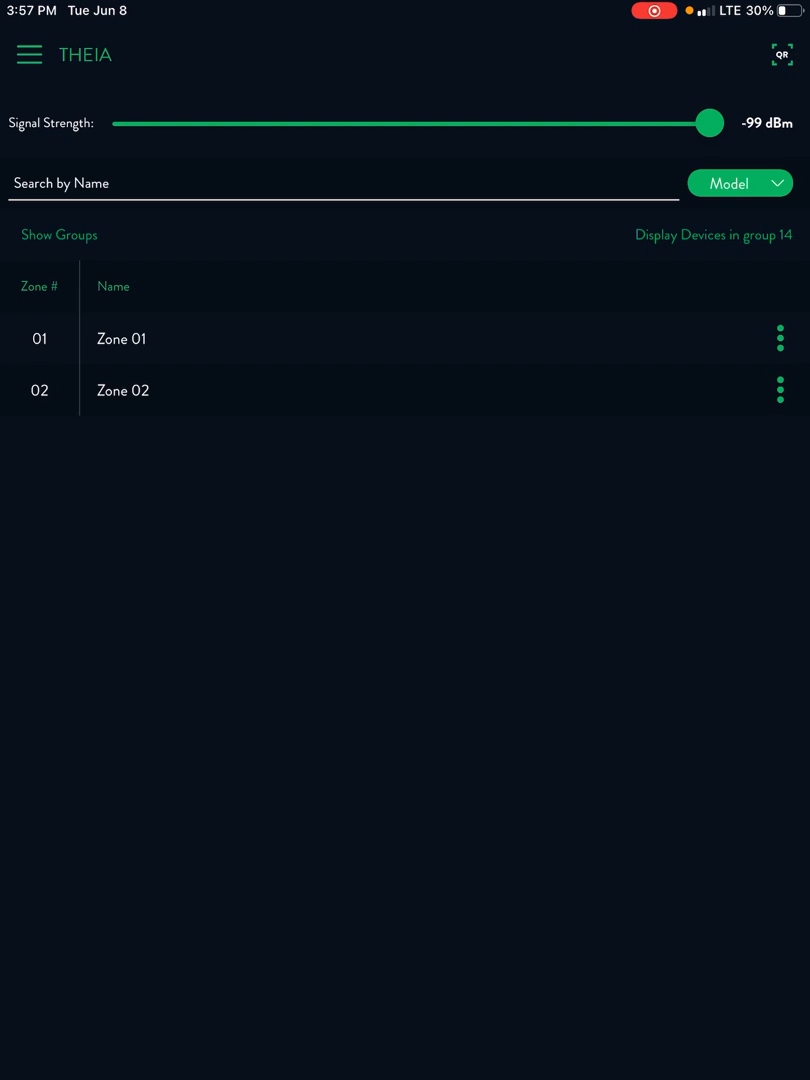 3:57 PM Tue Jun 8 LTE 30%
THEIA QR
Signal Strength: -99 dBm
Search by Name Model
Show Groups Display Devices in group 14
Zone # Name
01 Zone 01
02 Zone 02